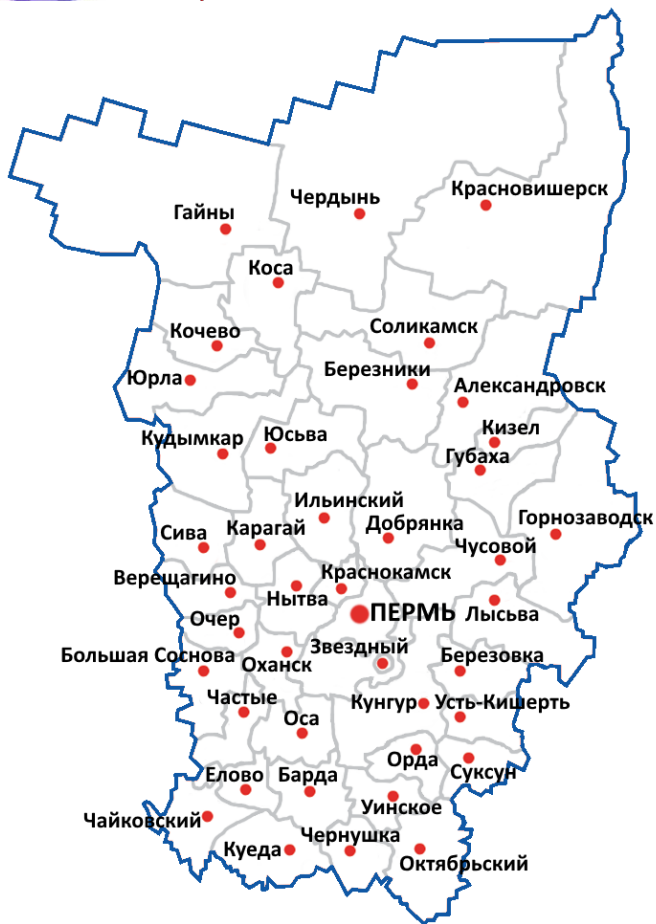 Красновишерск
Чердынь
Гайны
Коса
Соликамск
Кочево
Березники
Юрла
Александровск
Кизел
Юсьва
Кудымкар
Губаха
Ильинский
Горнозаводск
Добрянка
Карагай
Сива
Чусовой
Краснокамск
Верещагино
Нытва
ПЕРМЬ
Лысьва
Очер
Звездный
Березовка
Большая Соснова
Оханск
Частые
Кунгур
Усть-Кишерть
Оса
Орда
Суксун
Елово
Барда
Уинское
Чайковский
Чернушка
Куеда
Октябрьский